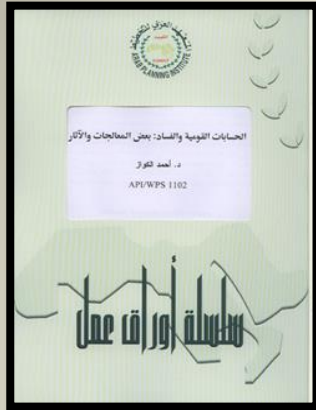 المعهد العربي للتخطيط
ARAB PLANNING INSTITUTE
الحسابات القومية والفساد: بعض المعالجات والآثار
د. أحمد الكواز
API/WPS 1102
سلسلة أوراق عمل